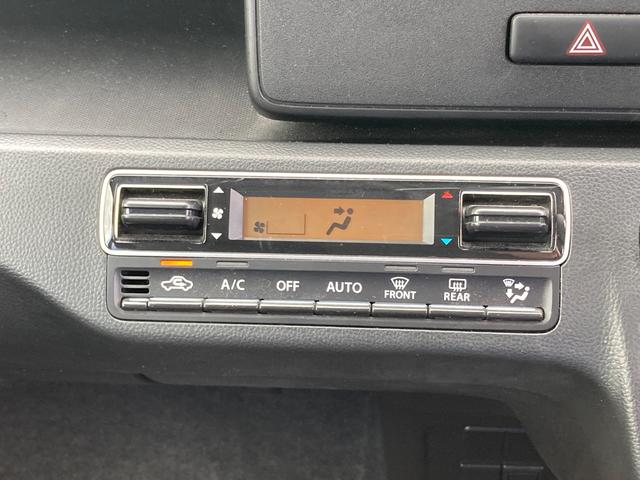 A/C OFF AUTO FRONT REAR